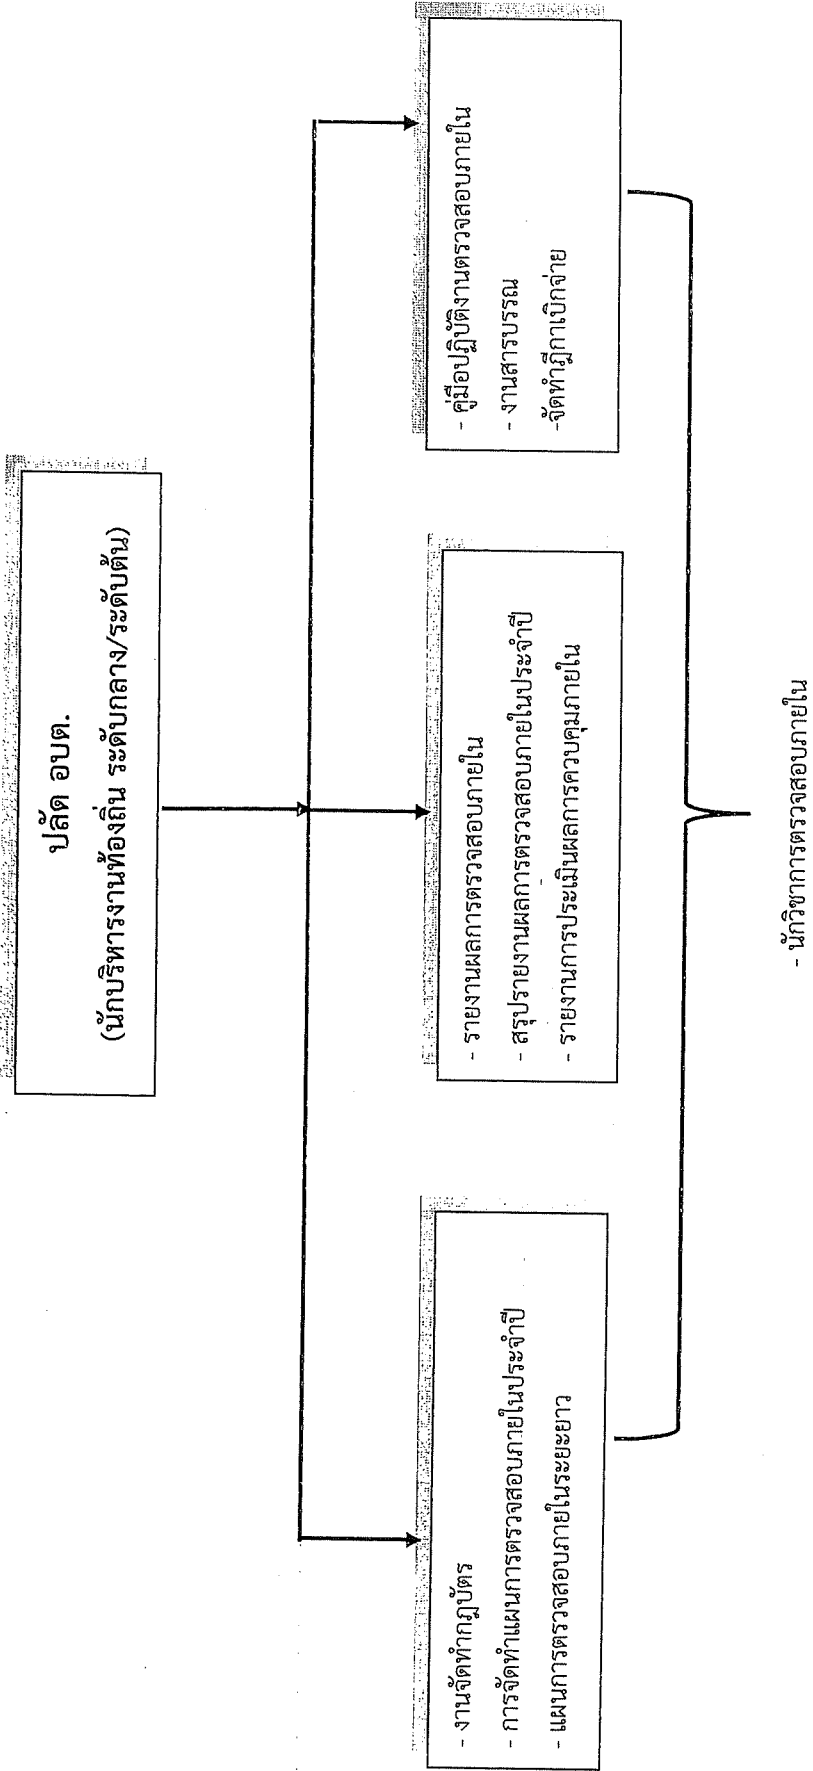 ปลัด อบต.
(นักบริหารงานท้องถิ่น ระดับกลาง/ระดับต้น)
- งานจัดทำกฎบัตร
- การจัดทำแผนการตรวจสอบภายในประจำปี
- แผนการตรวจสอบภายในระยะยาว
- รายงานผลการตรวจสอบภายใน
- สรุปรายงานผลการตรวจสอบภายในประจำปี
- รายงานการประเมินผลการควบคุมภายใน
- คู่มือปฏิบัติงานตรวจสอบภายใน
- งานสารบรรณ
-จัดทำฎีกาเบิกจ่าย
- นักวิชาการตรวจสอบภายใน